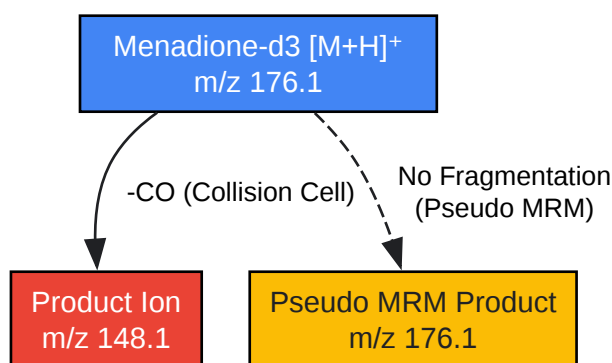 Menadione-d3 [M+H]⁺
m/z 176.1
-CO (Collision Cell)
No Fragmentation
(Pseudo MRM)
Product Ion
m/z 148.1
Pseudo MRM Product
m/z 176.1